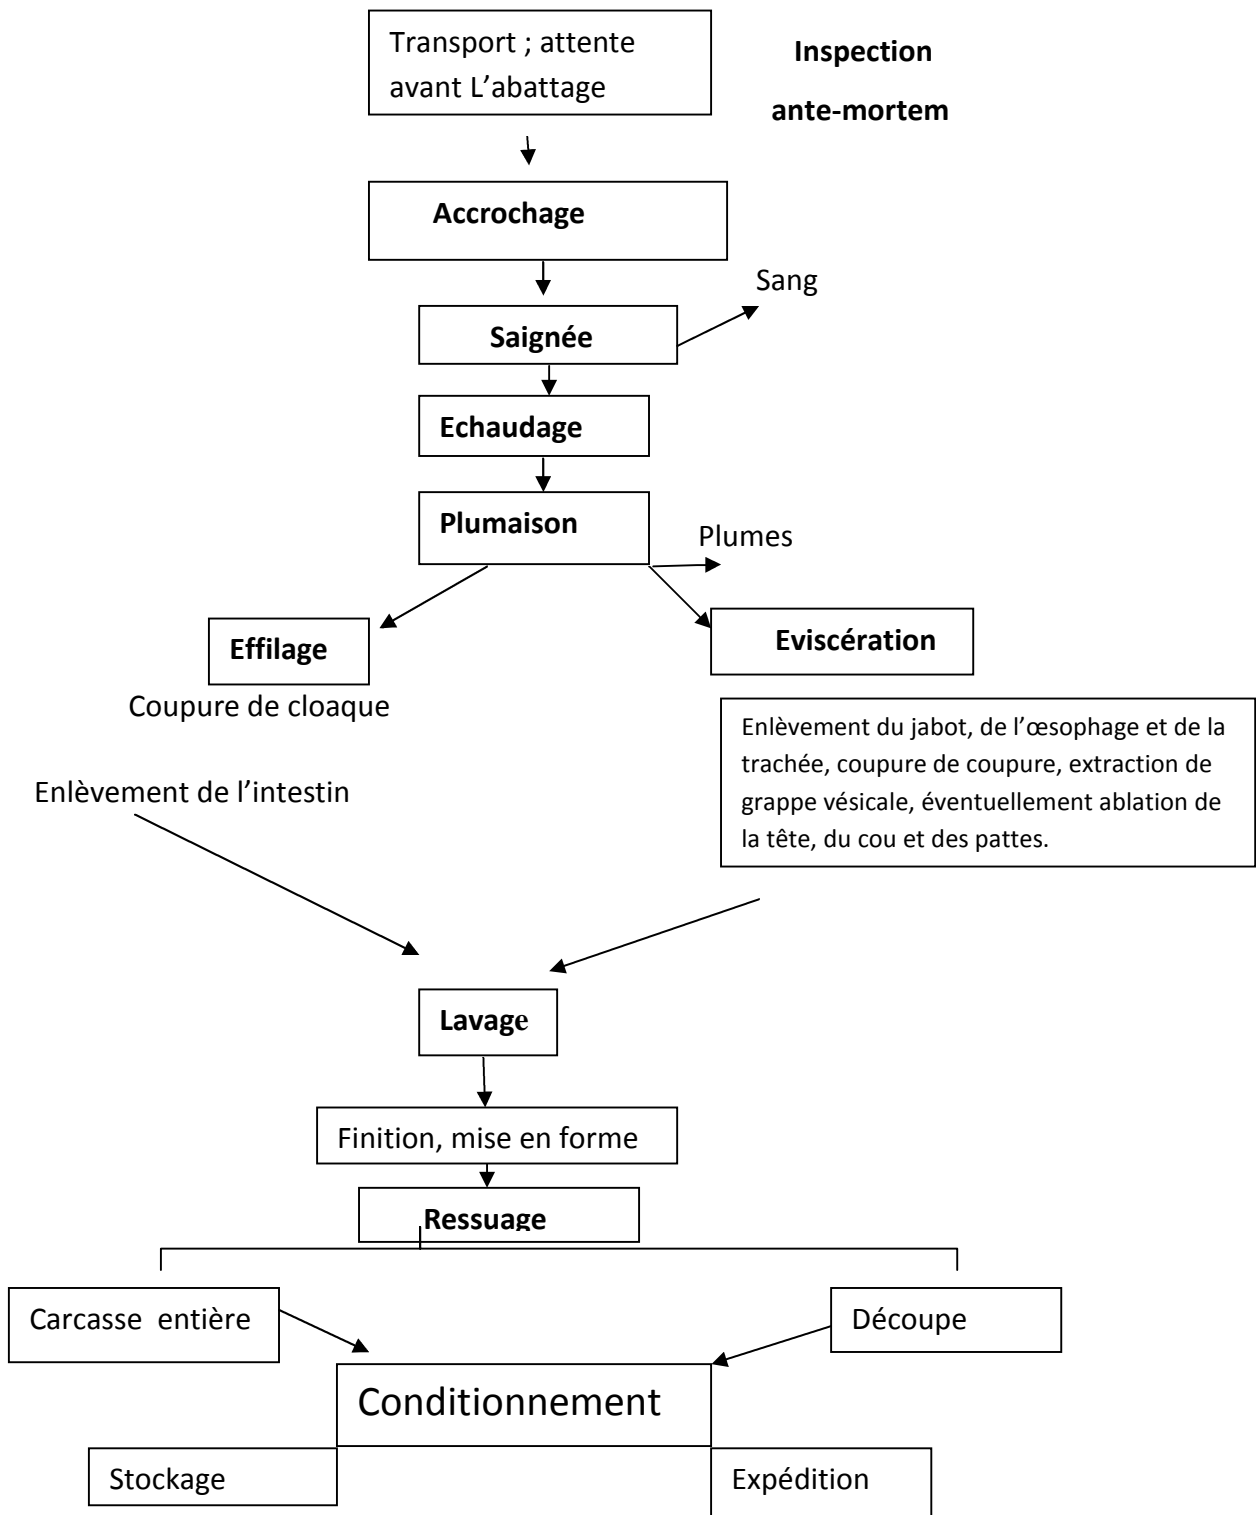 Transport ; attente
avant L’abattage
Inspection
ante-mortem
Accrochage
Sang
Saignée
Echaudage
Plumaison
Plumes
Effilage
Eviscération
Coupure de cloaque
Enlèvement du jabot, de l’œsophage et de la
trachée, coupure de coupure, extraction de
grappe vésicale, éventuellement ablation de
la tête, du cou et des pattes.
Enlèvement de l’intestin
Lavage
Finition, mise en forme
Ressuage
Carcasse entière
Découpe
Conditionnement
Stockage
Expédition